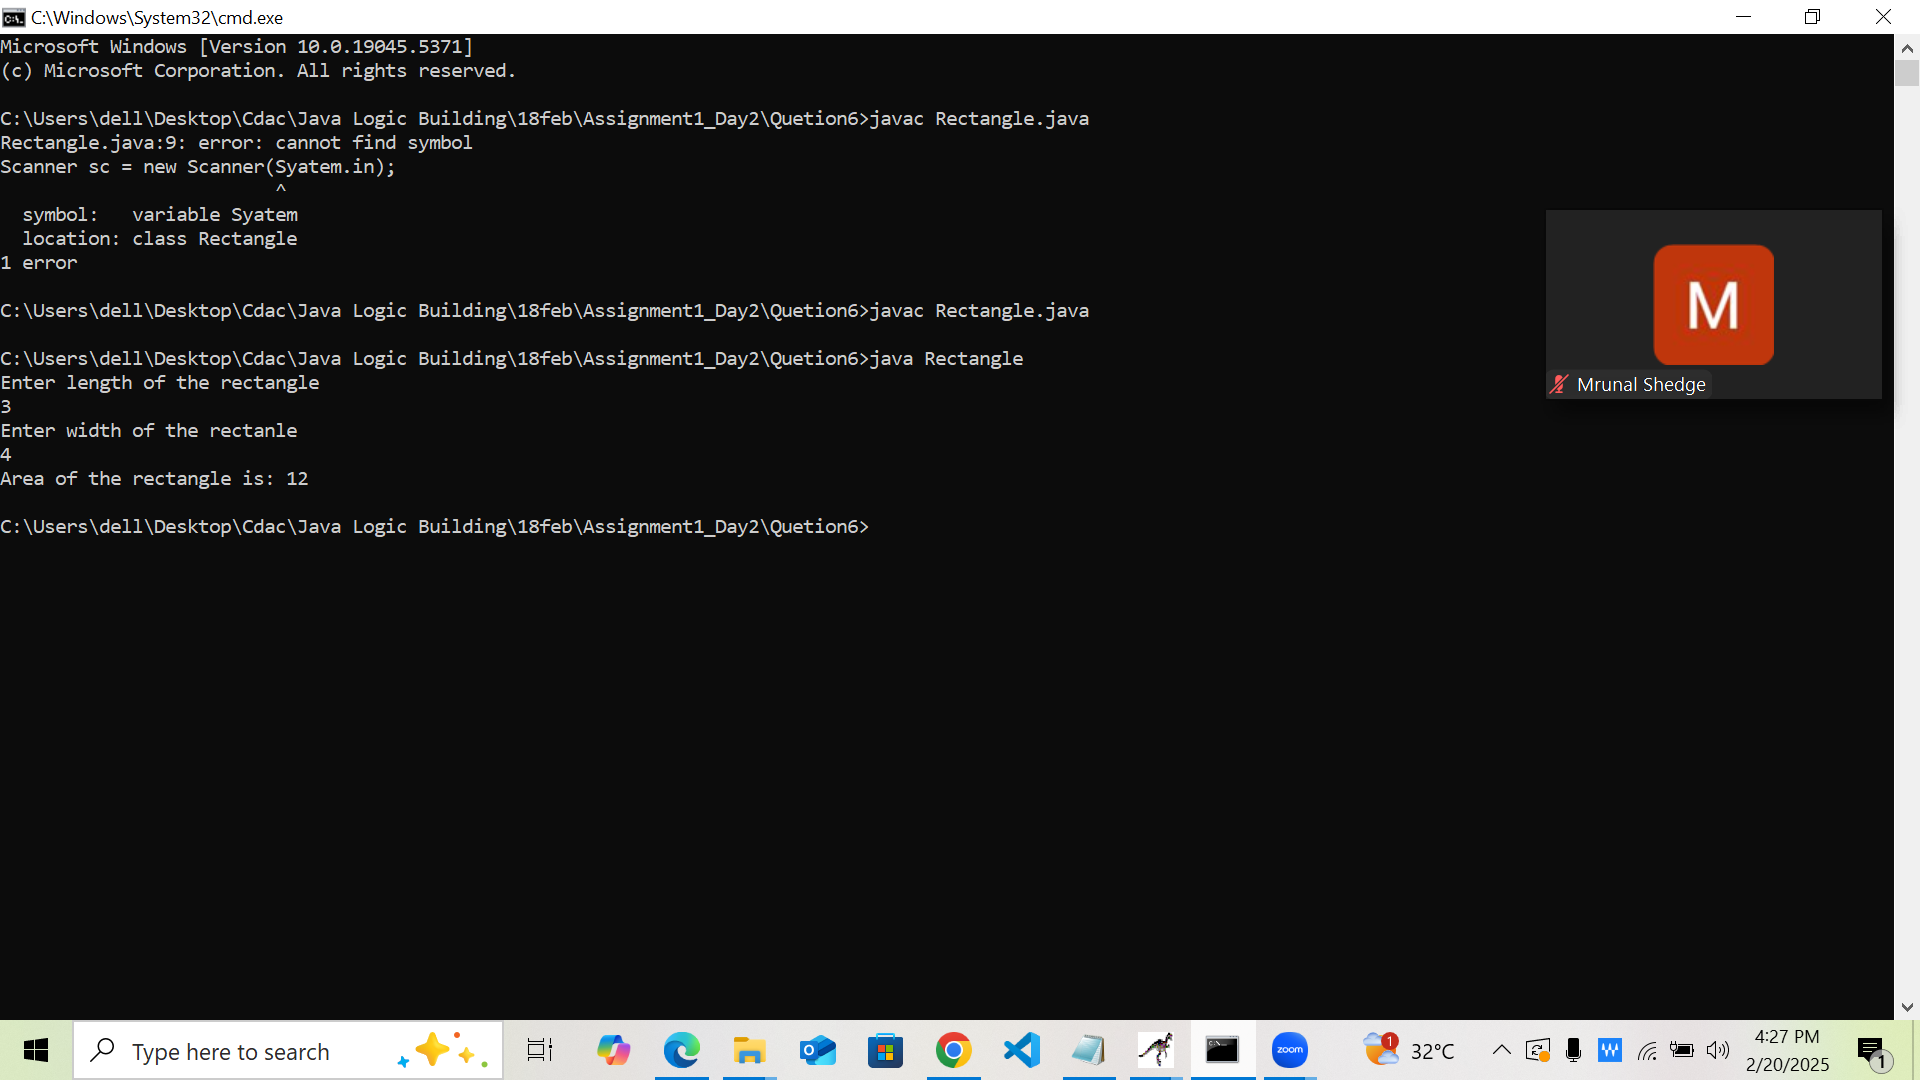 C:\Windows\System32\cmd.exe
Microsoft Windows [Version 10.0.19045.5371]
(c) Microsoft Corporation. All rights reserved.
C:\Users\dell\Desktop\Cdac\Java Logic Building\18feb\Assignment1_Day2\Quetion6>javac Rectangle.java
Rectangle.java:9: error: cannot find symbol
Scanner sc = new Scanner(Syatem.in);
^
symbol:   variable Syatem
location: class Rectangle
1 error
C:\Users\dell\Desktop\Cdac\Java Logic Building\18feb\Assignment1_Day2\Quetion6>javac Rectangle.java
C:\Users\dell\Desktop\Cdac\Java Logic Building\18feb\Assignment1_Day2\Quetion6>java Rectangle
Enter length of the rectangle
3
Enter width of the rectanle
4
Area of the rectangle is: 12
C:\Users\dell\Desktop\Cdac\Java Logic Building\18feb\Assignment1_Day2\Quetion6>
M
Mrunal Shedge
Type here to search
zoom
1
32°C
W
4:27 PM
2/20/2025
1